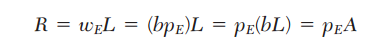 R = w_E L = (bp_E)L = p_E(bL) = p_E A